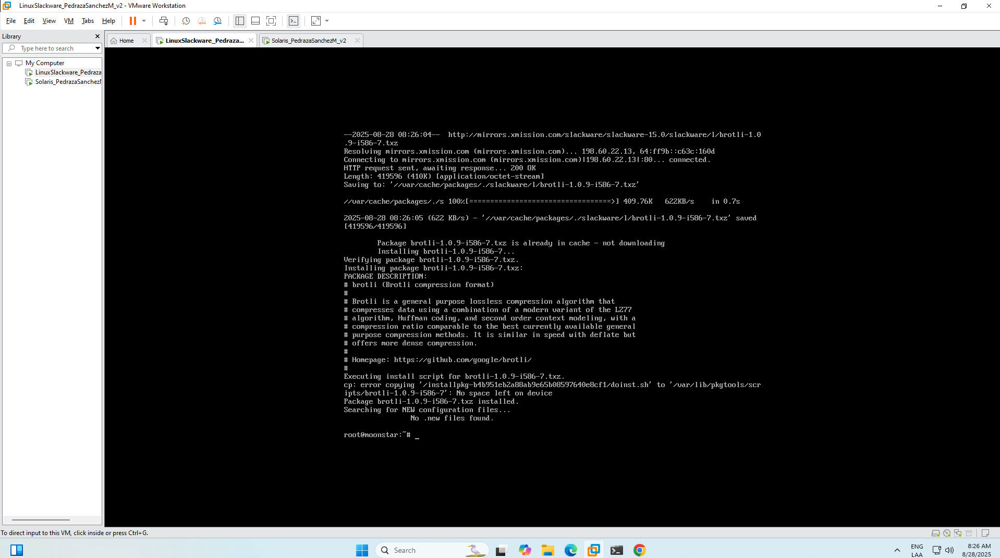 LinuxSlackware_PedrazaSanchezM_v2 - VMware Workstation
File Edit View VM Tabs Help
Library
Type here to search
My Computer
LinuxSlackware_Pedraza
Solaris_PedrazaSanchez
Home
LinuxSlackware_Pedraza...
Solaris_PedrazaSanchezM_v2
--2025-08-28 08:26:04--  http://mirrors.xmission.com/slackware/slackware-15.0/slackware/l/brotli-1.0
.9-i586-7.txz
Resolving mirrors.xmission.com (mirrors.xmission.com)... 198.60.22.13, 64:ff9b::c63c:160d
Connecting to mirrors.xmission.com (mirrors.xmission.com)|198.60.22.13|:80... connected.
HTTP request sent, awaiting response... 200 OK
Length: 419596 (410K) [application/octet-stream]
Saving to: '//var/cache/packages/./slackware/l/brotli-1.0.9-i586-7.txz'
//var/cache/packages/./s 100%[==================================>] 409.76K   622KB/s    in 0.7s
2025-08-28 08:26:05 (622 KB/s) - '//var/cache/packages/./slackware/l/brotli-1.0.9-i586-7.txz' saved
[419596/419596]
Package brotli-1.0.9-i586-7.txz is already in cache - not downloading
Installing brotli-1.0.9-i586-7...
Verifying package brotli-1.0.9-i586-7.txz.
Installing package brotli-1.0.9-i586-7.txz:
PACKAGE DESCRIPTION:
# brotli (Brotli compression format)
#
# Brotli is a general purpose lossless compression algorithm that
# compresses data using a combination of a modern variant of the LZ77
# algorithm, Huffman coding, and second order context modeling, with a
# compression ratio comparable to the best currently available general
# purpose compression methods. It is similar in speed with deflate but
# offers more dense compression.
#
# Homepage: https://github.com/google/brotli/
#
Executing install script for brotli-1.0.9-i586-7.txz.
cp: error copying '/installpkg-b4b951eb2a88ab9e65b08597640e8cf1/doinst.sh' to '/var/lib/pkgtools/scr
ipts/brotli-1.0.9-i586-7': No space left on device
Package brotli-1.0.9-i586-7.txz installed.
Searching for NEW configuration files...
No .new files found.
root@moonstar:~# _
To direct input to this VM, click inside or press Ctrl+G.
Search
ENG
LAA
8:26 AM
8/28/2025